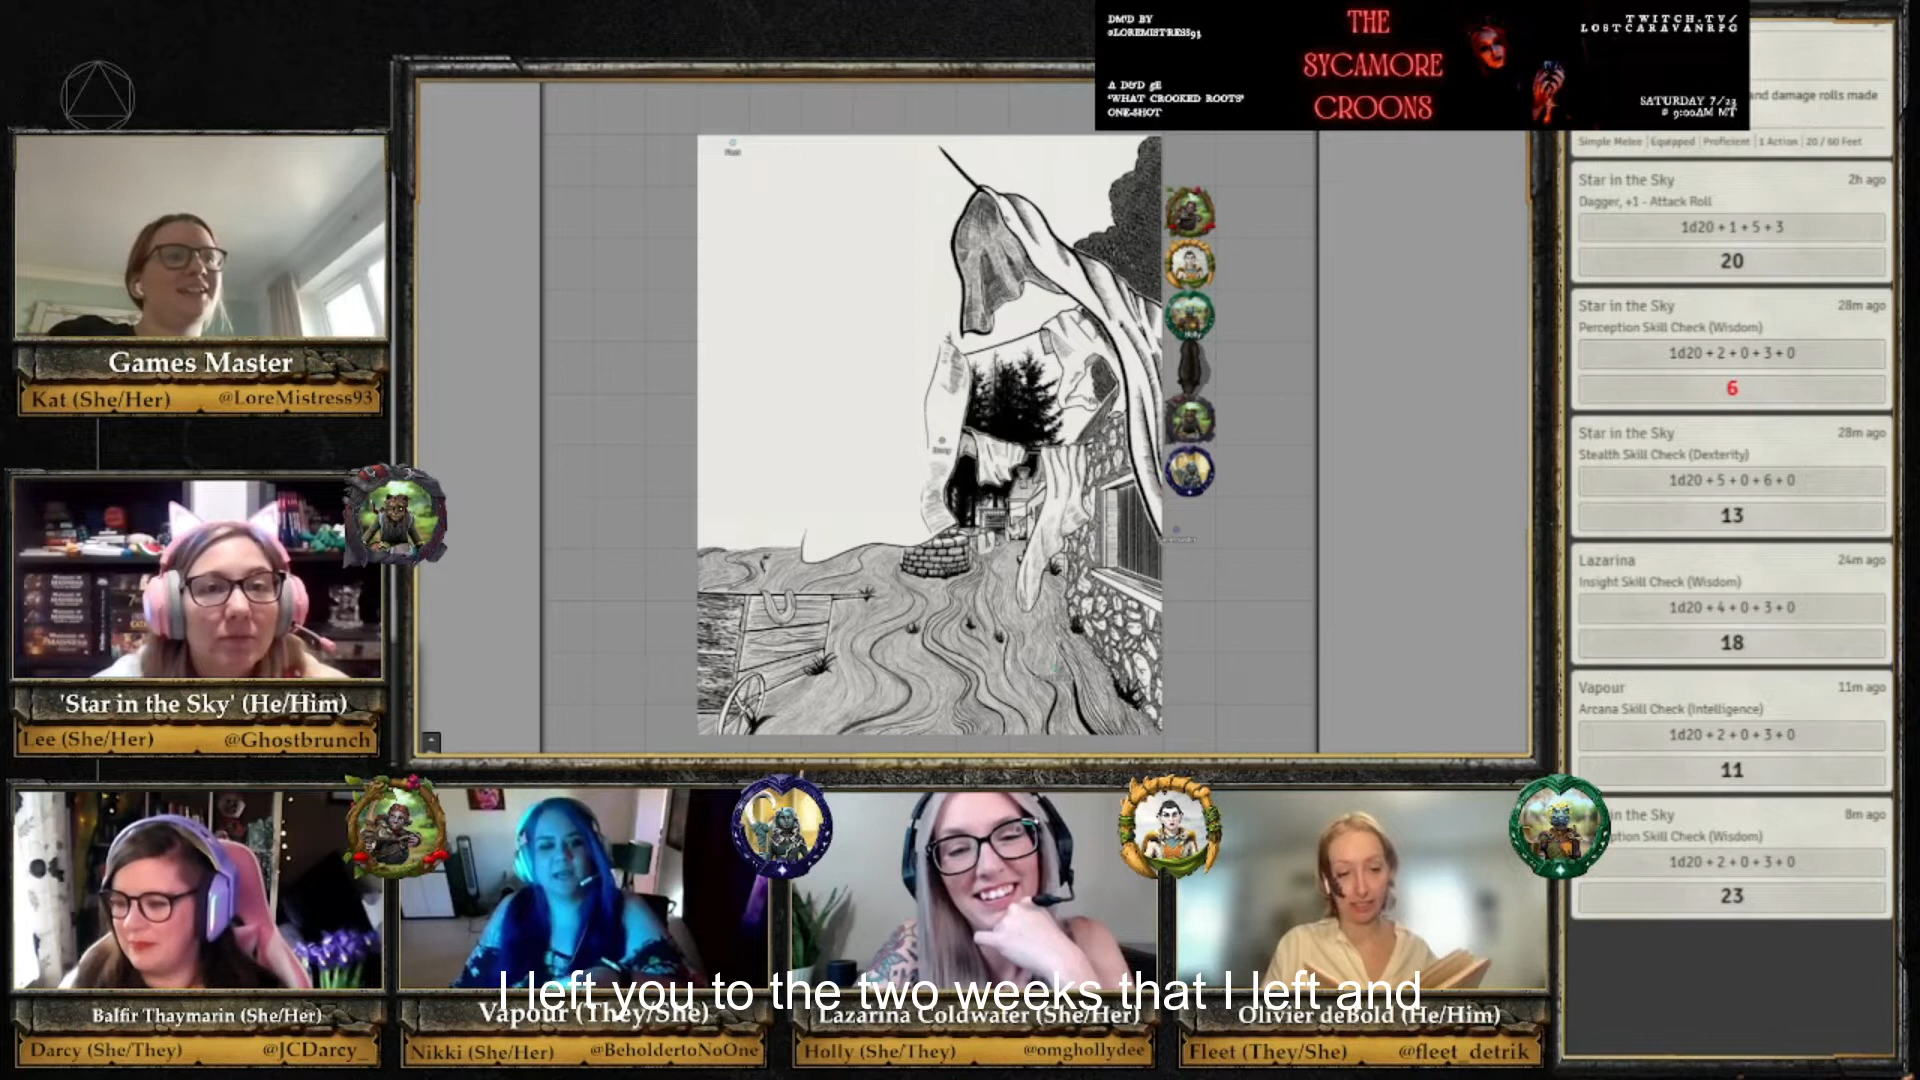 DM'D BY
@LOREMISTRESS93
A D&D 5E
'WHAT CROOKED ROOTS'
ONE-SHOT
THE
SYCAMORE
CROONS
TWITCH.TV/
LOSTCARAVANRPG
SATURDAY 7/23
@ 9:00AM MT
and damage rolls made
Simple Melee | Equipped | Proficient | 1 Action | 20 / 60 Feet
Star in the Sky 2h ago
Dagger, +1 - Attack Roll
1d20 + 1 + 5 + 3
20
Star in the Sky 28m ago
Perception Skill Check (Wisdom)
1d20 + 2 + 0 + 3 + 0
6
Star in the Sky 28m ago
Stealth Skill Check (Dexterity)
1d20 + 5 + 0 + 6 + 0
13
Lazarina 24m ago
Insight Skill Check (Wisdom)
1d20 + 4 + 0 + 3 + 0
18
Vapour 11m ago
Arcana Skill Check (Intelligence)
1d20 + 2 + 0 + 3 + 0
11
in the Sky 8m ago
ption Skill Check (Wisdom)
1d20 + 2 + 0 + 3 + 0
23
Games Master
Kat (She/Her) @LoreMistress93
'Star in the Sky' (He/Him)
Lee (She/Her) @Ghostbrunch
I left you to the two weeks that I left and
Balfir Thaymarin (She/Her)
Darcy (She/They) @JCDarcy_
Vapour (They/She)
Nikki (She/Her) @BeholdertoNoOne
Lazarina Coldwater (She/Her)
Holly (She/They) @omghollydee
Olivier deBold (He/Him)
Fleet (They/She) @fleet_detrik